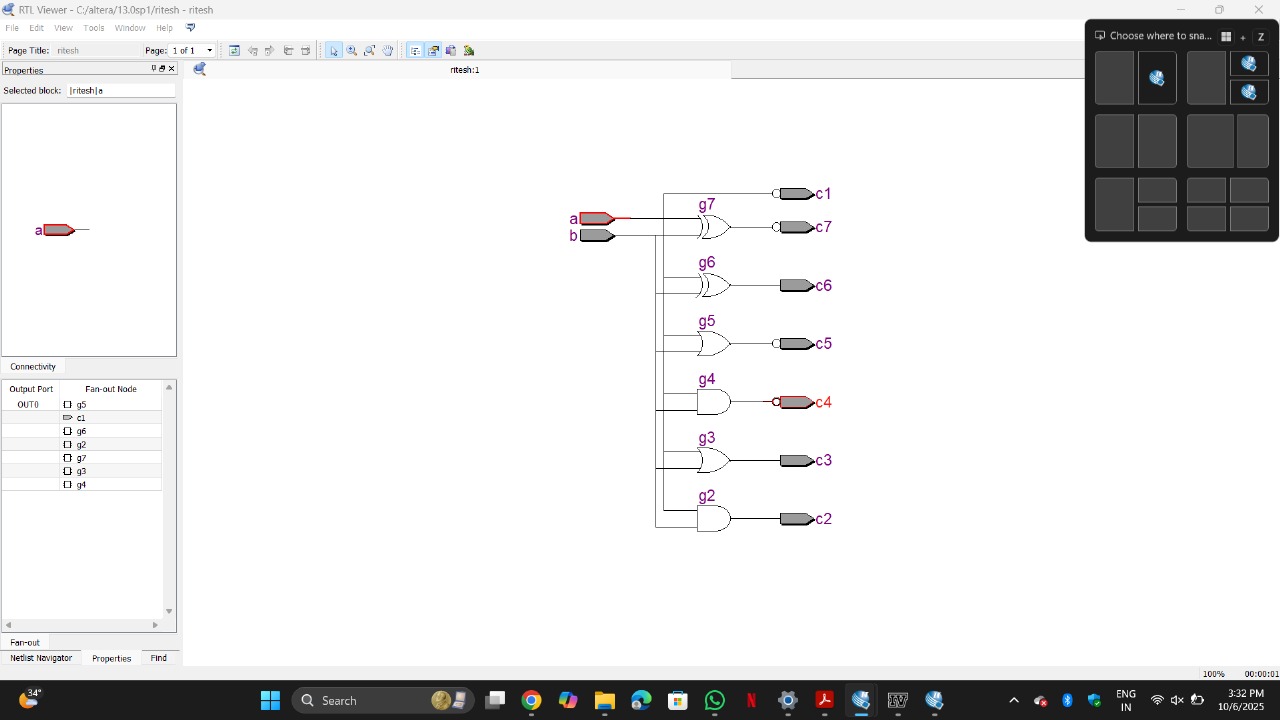 RTL Viewer - C:/altera/13.0sp1/ritesh - ritesh
File Edit View Tools Window Help
Page Title: ritesh Page: 1 of 1
Properties
ritesh:1
Selected block: |ritesh|a
a
Connectivity
Output Port Fan-out Node
OUT0 g5
c1
g6
g2
g7
g3
g4
Fan-out
Netlist Navigator Properties Find
c1
g7
a
c7
b
g6
c6
g5
c5
g4
c4
g3
c3
g2
c2
Choose where to sna... + Z
100% 00:00:01
34°
Search
ENG
IN
3:32 PM
10/6/2025